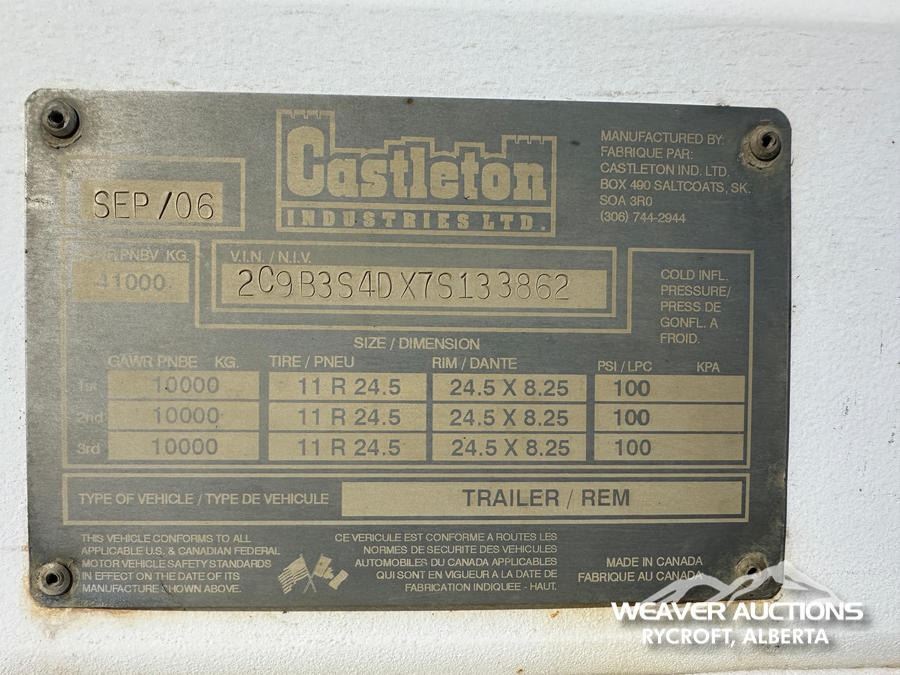 Castleton
INDUSTRIES LTD.
MANUFACTURED BY:
FABRIQUE PAR:
CASTLETON IND. LTD.
BOX 490 SALTCOATS, SK.
SOA 3R0
(306) 744-2944
SEP/06
PNBV KG.
41000
V.I.N. / N.I.V.
2C9B3S4DX7S133862
COLD INFL.
PRESSURE/
PRESS DE
GONFL. A
FROID.
SIZE / DIMENSION
GAWR PNBE KG. TIRE / PNEU RIM / DANTE PSI / LPC KPA
1st 10000 11 R 24.5 24.5 X 8.25 100
2nd 10000 11 R 24.5 24.5 X 8.25 100
3rd 10000 11 R 24.5 24.5 X 8.25 100
TYPE OF VEHICLE / TYPE DE VEHICULE TRAILER / REM
THIS VEHICLE CONFORMS TO ALL
APPLICABLE U.S. & CANADIAN FEDERAL
MOTOR VEHICLE SAFETY STANDARDS
IN EFFECT ON THE DATE OF ITS
MANUFACTURE SHOWN ABOVE.
CE VERICULE EST CONFORME A ROUTES LES
NORMES DE SECURITE DES VEHICULES
AUTOMOBILES DU CANADA APPLICABLES
QUI SONT EN VIGUEUR A LA DATE DE
FABRICATION INDIQUEE - HAUT.
MADE IN CANADA
FABRIQUE AU CANADA
WEAVER AUCTIONS
RYCROFT, ALBERTA